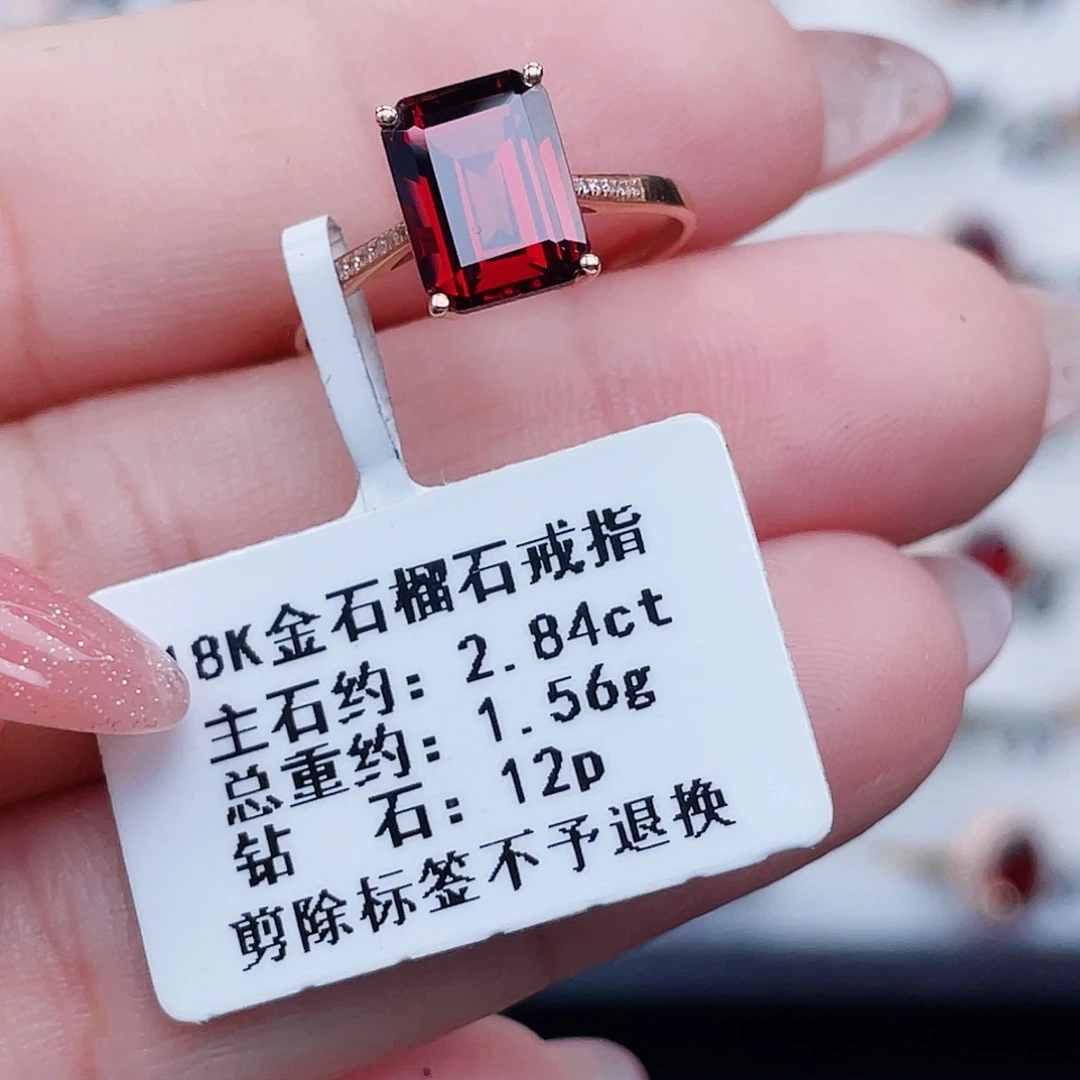 18K金石榴石戒指
主石约: 2.84ct
总重约: 1.56g
钻 石: 12p
剪除标签不予退换